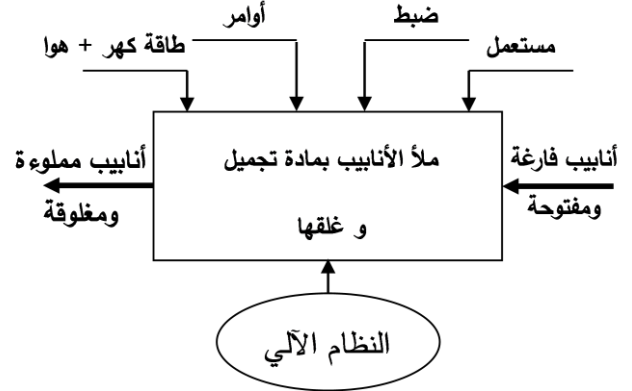 أوامر
ضبط
طاقة كهر + هوا
مستعمل
أنابيب فارغة
ومفتوحة
ملأ الأنابيب بمادة تجميل
و غلقها
أنابيب مملوءة
ومغلوقة
النظام الآلي